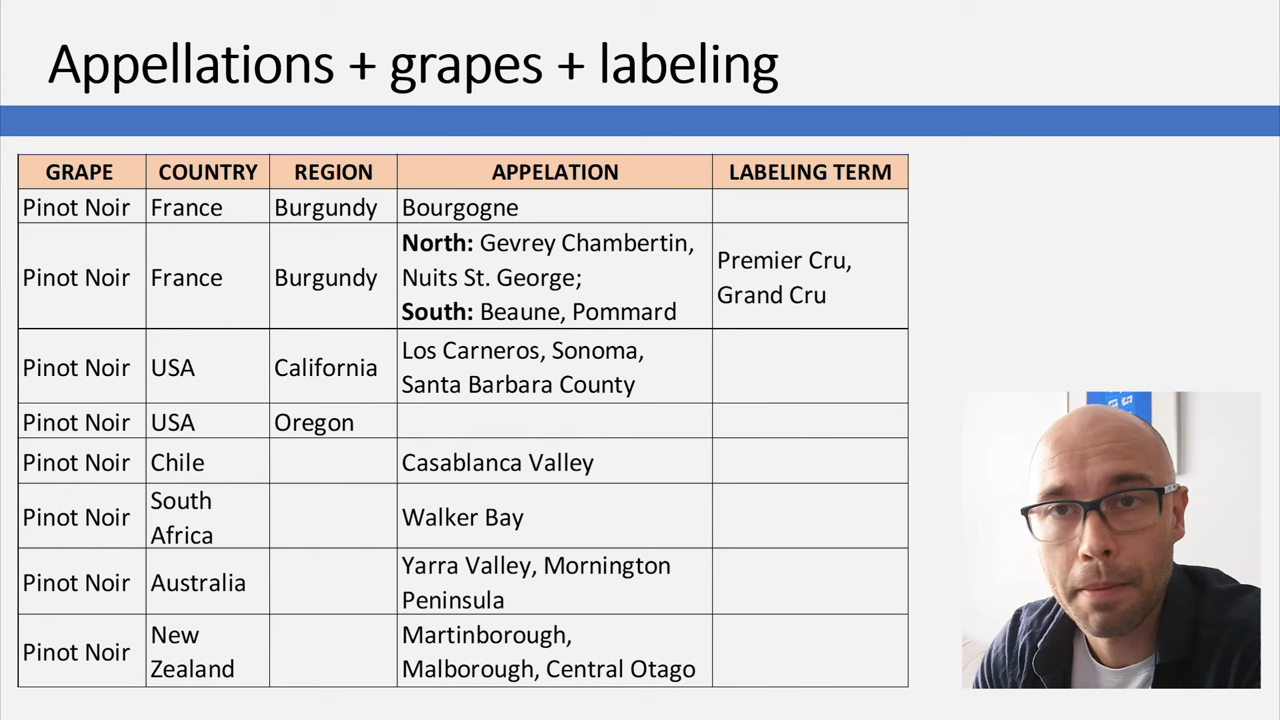 Appellations + grapes + labeling
GRAPE COUNTRY REGION APPELATION LABELING TERM
Pinot Noir France Burgundy Bourgogne
Pinot Noir France Burgundy North: Gevrey Chambertin,
Nuits St. George;
South: Beaune, Pommard
Premier Cru,
Grand Cru
Pinot Noir USA California Los Carneros, Sonoma,
Santa Barbara County
Pinot Noir USA Oregon
Pinot Noir Chile Casablanca Valley
Pinot Noir South
Africa
Walker Bay
Pinot Noir Australia Yarra Valley, Mornington
Peninsula
Pinot Noir New
Zealand
Martinborough,
Malborough, Central Otago